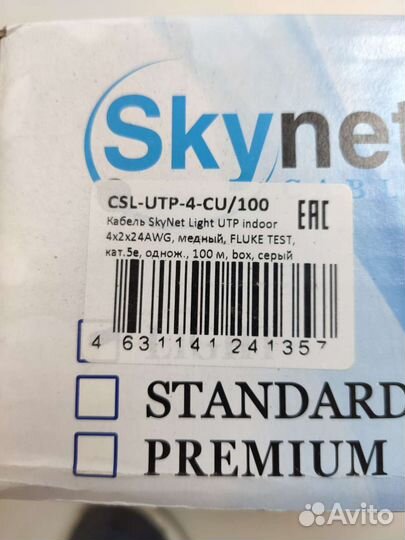 Skynet
CSL-UTP-4-CU/100
Кабель SkyNet Light UTP indoor
4x2x24AWG, медный, FLUKE TEST,
кат.5e, однож., 100 м, box, серый
EAC
4 631141 241357
LIGHT
STANDARD
PREMIUM
Avito